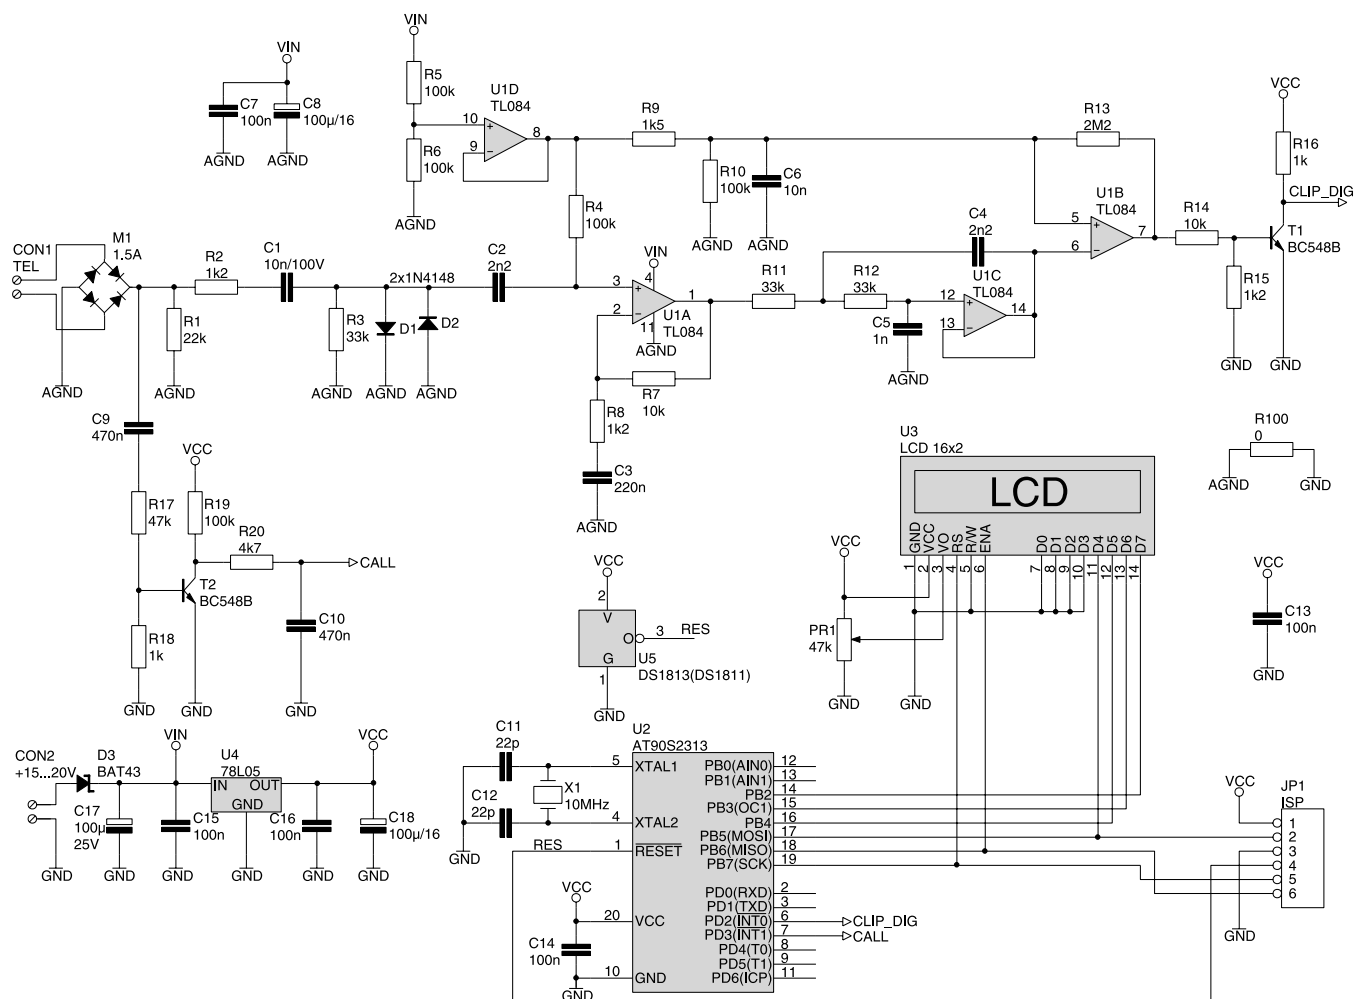 VIN
VIN
C7
100n
C8
100µ/16
AGND
AGND
R5
100k
R6
100k
AGND
U1D
TL084
10
9
8
R9
1k5
R10
100k
C6
10n
AGND
AGND
R4
100k
R13
2M2
U1B
TL084
5
6
7
R14
10k
R15
1k2
GND
VCC
R16
1k
CLIP_DIG
T1
BC548B
GND
CON1
TEL
M1
1.5A
R2
1k2
C1
10n/100V
2x1N4148
C2
2n2
R1
22k
R3
33k
D1
D2
AGND
AGND
AGND
AGND
AGND
VIN
4
3
2
1
11
U1A
TL084
AGND
R7
10k
R8
1k2
C3
220n
AGND
R11
33k
R12
33k
C4
2n2
C5
1n
AGND
U1C
TL084
12
13
14
C9
470n
VCC
R17
47k
R19
100k
R20
4k7
CALL
T2
BC548B
R18
1k
C10
470n
GND
GND
GND
VCC
2
V
O
3
RES
G
1
U5
DS1813(DS1811)
GND
U3
LCD 16x2
LCD
GND
VCC
VO
RS
R/W
ENA
D0
D1
D2
D3
D4
D5
D6
D7
1
2
3
4
5
6
7
8
9
10
11
12
13
14
VCC
PR1
47k
GND
GND
R100
0
AGND
GND
VCC
C13
100n
GND
CON2
+15...20V
D3
BAT43
VIN
U4
78L05
IN
OUT
GND
VCC
C17
100µ
25V
C15
100n
C16
100n
C18
100µ/16
GND
GND
GND
GND
GND
C11
22p
C12
22p
X1
10MHz
GND
RES
VCC
C14
100n
GND
U2
AT90S2313
5
XTAL1
4
XTAL2
1
RESET
20
VCC
10
GND
PB0(AIN0)
12
PB1(AIN1)
13
PB2
14
PB3(OC1)
15
PB4
16
PB5(MOSI)
17
PB6(MISO)
18
PB7(SCK)
19
PD0(RXD)
2
PD1(TXD)
3
PD2(INT0)
6
CLIP_DIG
PD3(INT1)
7
CALL
PD4(T0)
8
PD5(T1)
9
PD6(ICP)
11
VCC
JP1
ISP
1
2
3
4
5
6
GND